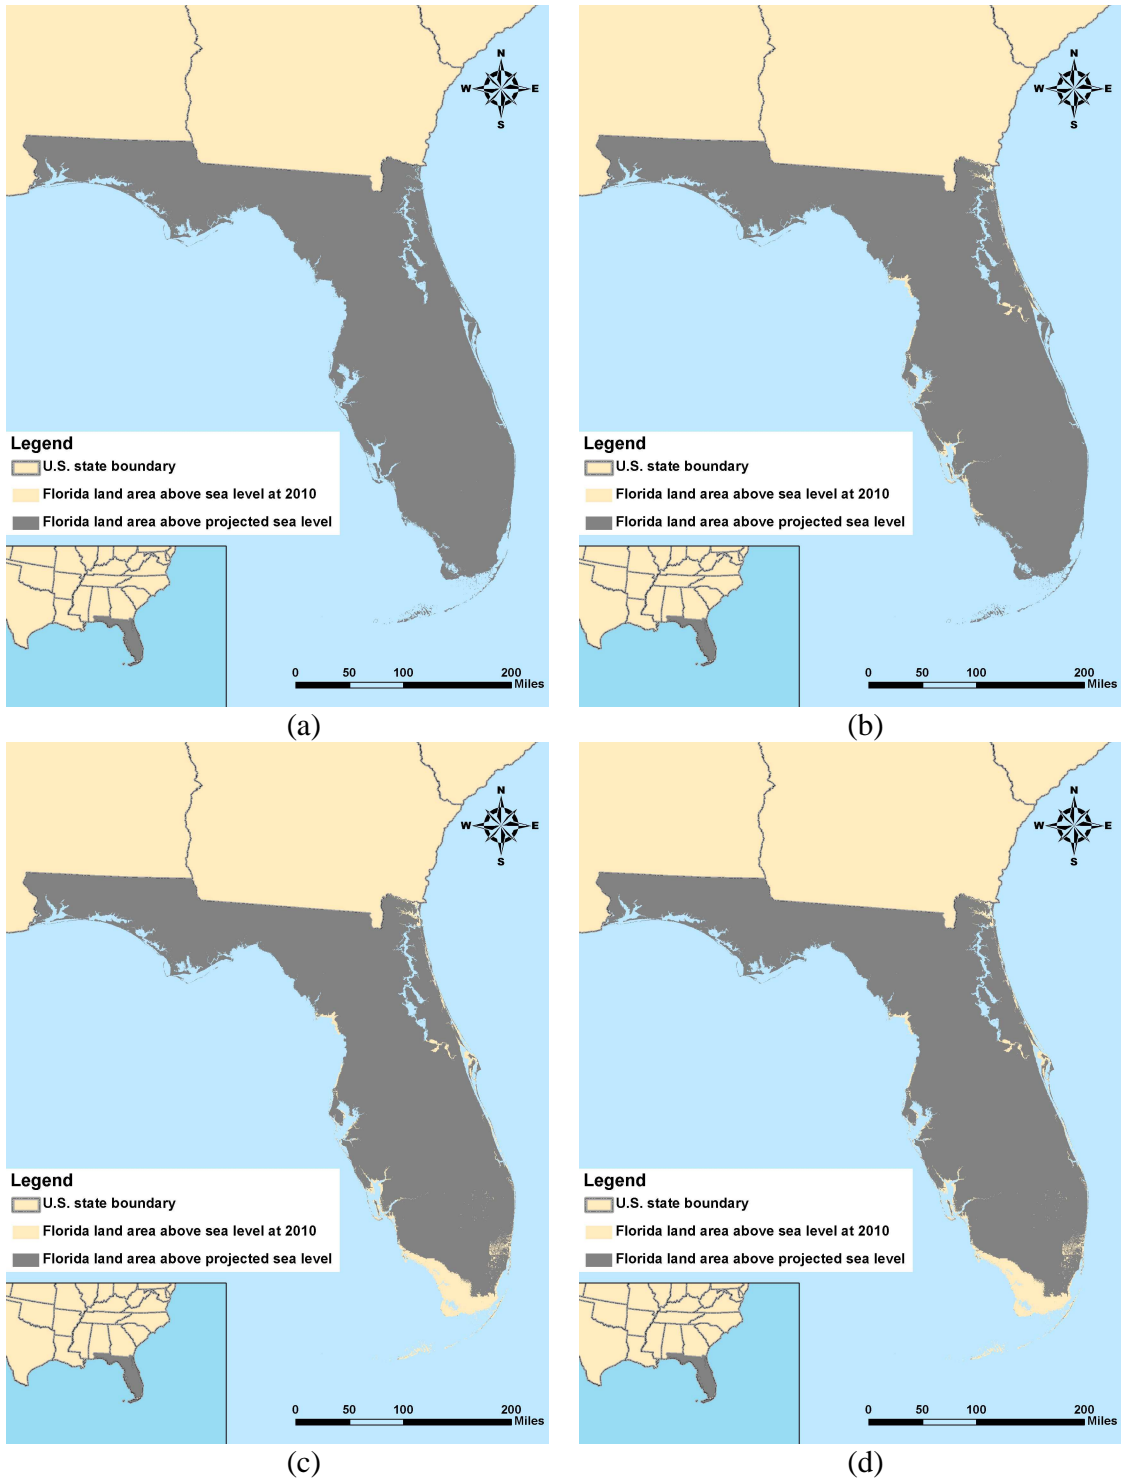 N
W E
S
Legend
U.S. state boundary
Florida land area above sea level at 2010
Florida land area above projected sea level
0 50 100 200
Miles
(a)
N
W E
S
Legend
U.S. state boundary
Florida land area above sea level at 2010
Florida land area above projected sea level
0 50 100 200
Miles
(b)
N
W E
S
Legend
U.S. state boundary
Florida land area above sea level at 2010
Florida land area above projected sea level
0 50 100 200
Miles
(c)
N
W E
S
Legend
U.S. state boundary
Florida land area above sea level at 2010
Florida land area above projected sea level
0 50 100 200
Miles
(d)